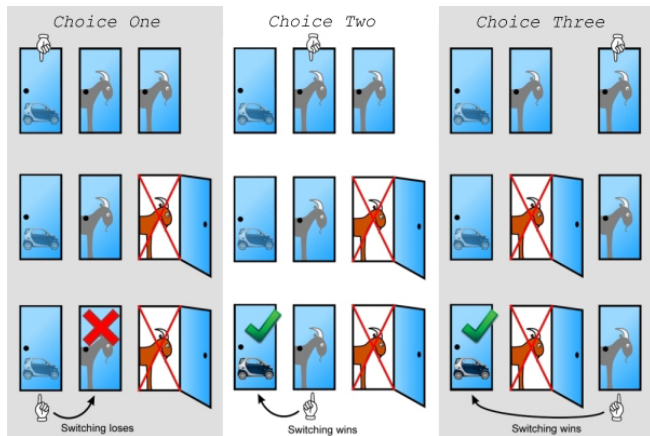 Choice One
Choice Two
Choice Three
Switching loses
Switching wins
Switching wins